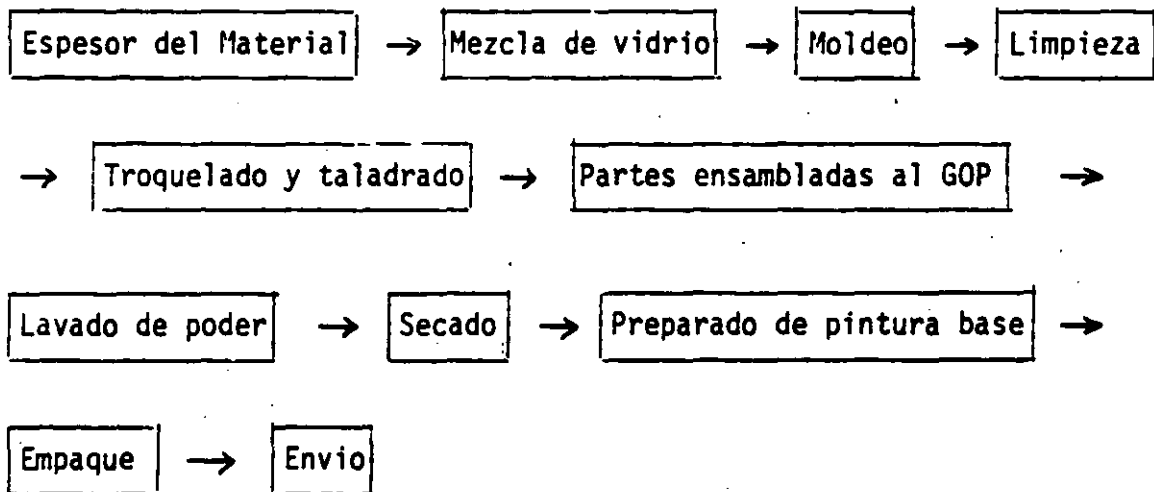 Espesor del Material → Mezcla de vidrio → Moldeo → Limpieza
→ Troquelado y taladrado → Partes ensambladas al GOP →
Lavado de poder → Secado → Preparado de pintura base →
Empaque → Envio